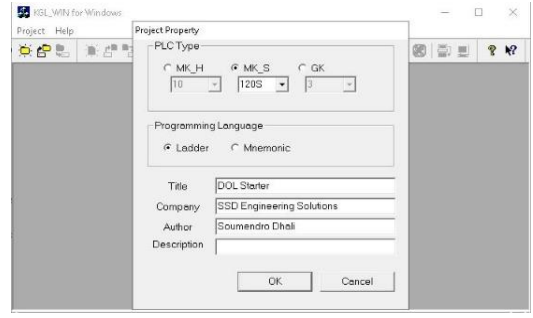 KGL_WIN for Windows
Project Help
Project Property
PLC Type
MK_H MK_S GK
10 120S 3
Programming Language
Ladder Mnemonic
Title DOL Starter
Company SSD Engineering Solutions
Author Soumendro Dhali
Description
OK Cancel